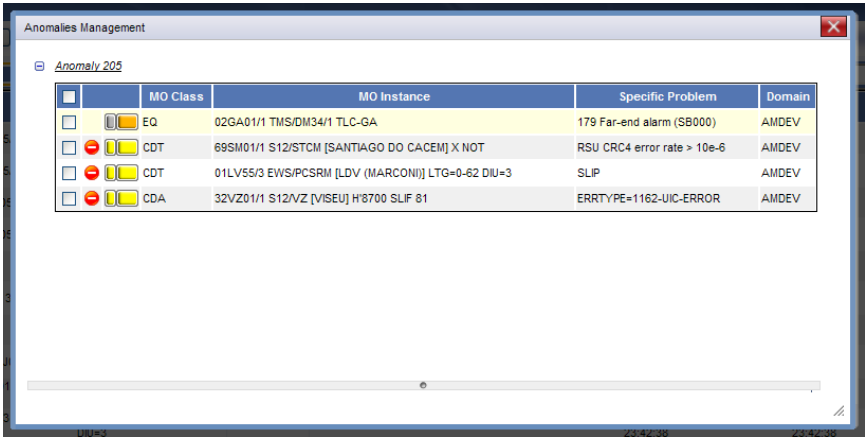 Anomalies Management
Anomaly 205
MO Class MO Instance Specific Problem Domain
EQ 02GA01/1 TMS/DM34/1 TLC-GA 179 Far-end alarm (SB000) AMDEV
CDT 69SM01/1 S12/STCM [SANTIAGO DO CACEM] X NOT RSU CRC4 error rate > 10e-6 AMDEV
CDT 01LV55/3 EWS/PCSRM [LDV (MARCONI)] LTG=0-62 DIU=3 SLIP AMDEV
CDA 32VZ01/1 S12/VZ [VISEU] H'8700 SLIF 81 ERRTYPE=1162-UIC-ERROR AMDEV
DIU=3 23:42:38 23:42:38